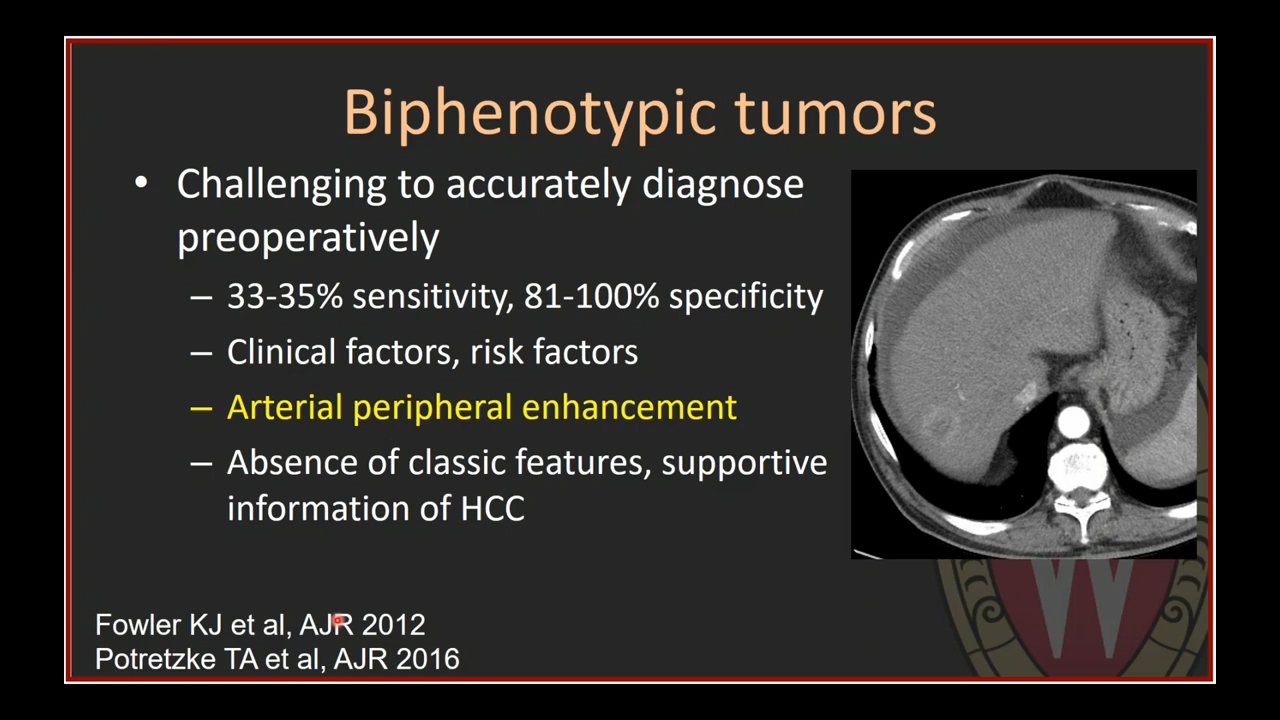 Biphenotypic tumors
• Challenging to accurately diagnose
preoperatively
– 33-35% sensitivity, 81-100% specificity
– Clinical factors, risk factors
– Arterial peripheral enhancement
– Absence of classic features, supportive
information of HCC
Fowler KJ et al, AJR 2012
Potretzke TA et al, AJR 2016
W